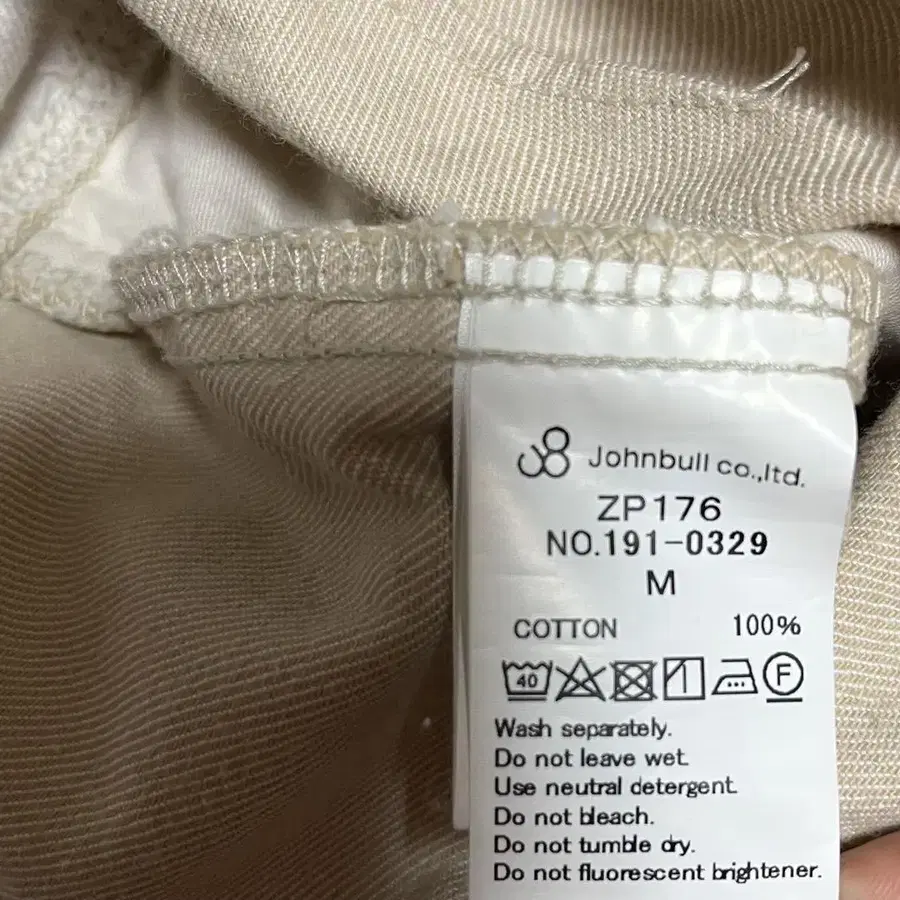 Johnbull co.,ltd.
ZP176
NO.191-0329
M
COTTON 100%
40 F
Wash separately.
Do not leave wet.
Use neutral detergent.
Do not bleach.
Do not tumble dry.
Do not fluorescent brightener.